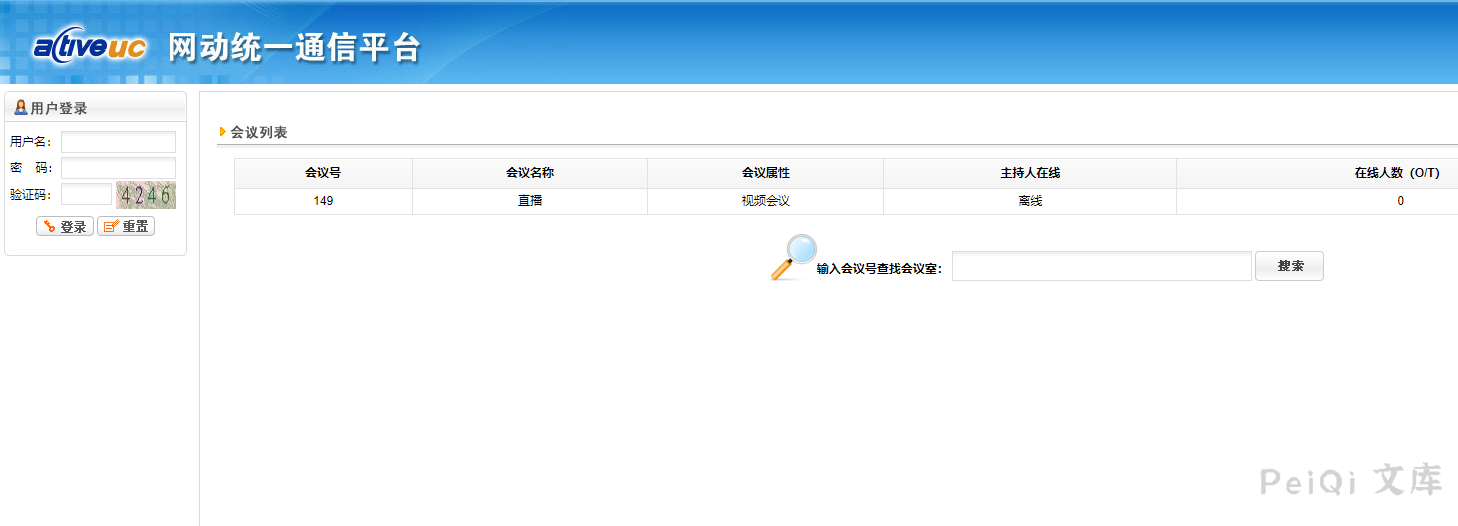 activeuc 网动统一通信平台
用户登录
用户名：
密 码：
验证码： 4246
登录 重置
会议列表
会议号 会议名称 会议属性 主持人在线 在线人数（O/T）
149 直播 视频会议 离线 0
输入会议号查找会议室： 搜索
PeiQi 文库